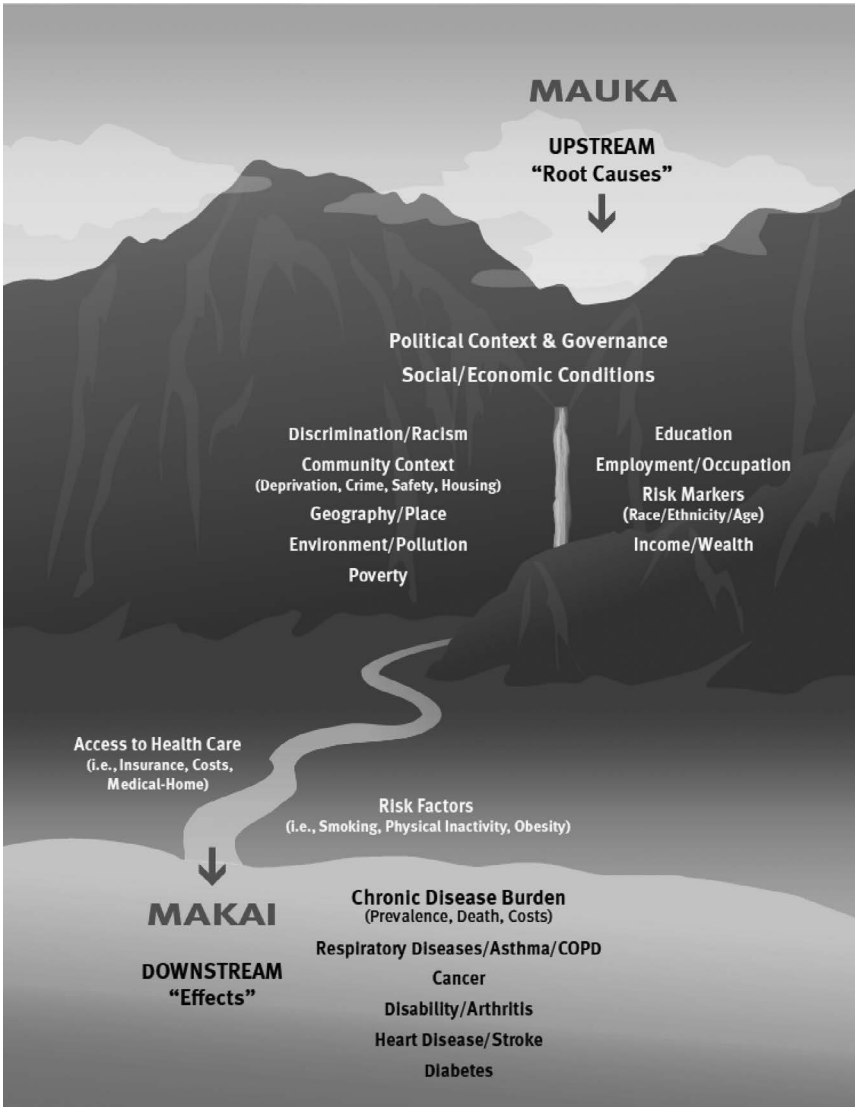 MAUKA
UPSTREAM
“Root Causes”
Political Context & Governance
Social/Economic Conditions
Discrimination/Racism
Community Context
(Deprivation, Crime, Safety, Housing)
Geography/Place
Environment/Pollution
Poverty
Education
Employment/Occupation
Risk Markers
(Race/Ethnicity/Age)
Income/Wealth
Access to Health Care
(i.e., Insurance, Costs,
Medical-Home)
Risk Factors
(i.e., Smoking, Physical Inactivity, Obesity)
MAKAI
DOWNSTREAM
“Effects”
Chronic Disease Burden
(Prevalence, Death, Costs)
Respiratory Diseases/Asthma/COPD
Cancer
Disability/Arthritis
Heart Disease/Stroke
Diabetes